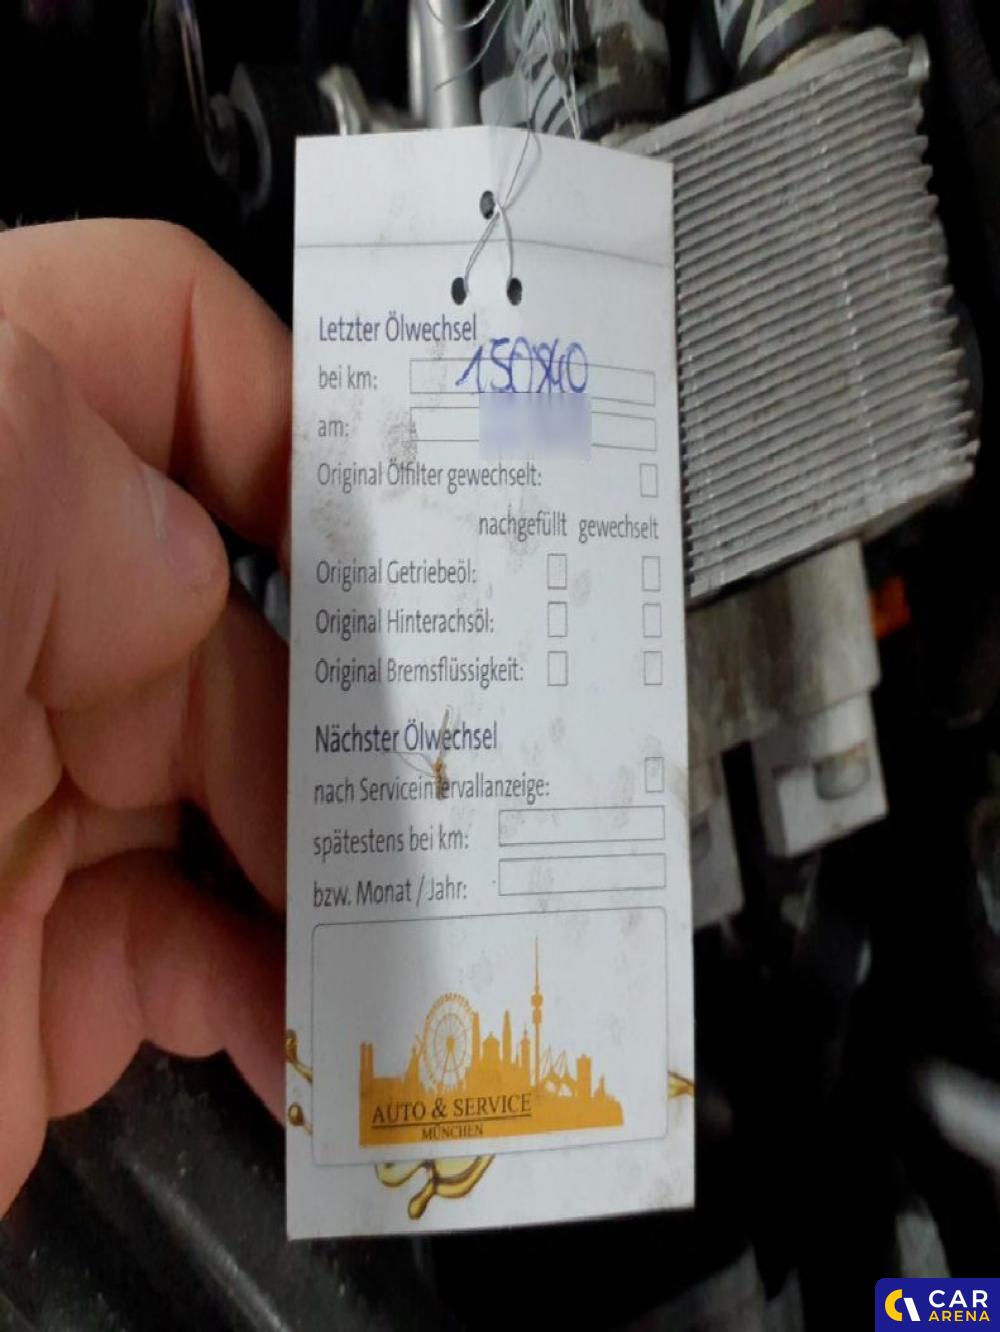 Letzter Ölwechsel
bei km: 150840
am:
Original Ölfilter gewechselt:
nachgefüllt gewechselt
Original Getriebeöl:
Original Hinterachsöl:
Original Bremsflüssigkeit:
Nächster Ölwechsel
nach Serviceintervallanzeige:
spätestens bei km:
bzw. Monat / Jahr:
AUTO & SERVICE
MÜNCHEN
CAR
ARENA